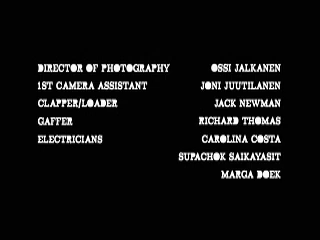 DIRECTOR OF PHOTOGRAPHY OSSI JALKANEN
1ST CAMERA ASSISTANT JONI JUUTILANEN
CLAPPER/LOADER JACK NEWMAN
GAFFER RICHARD THOMAS
ELECTRICIANS CAROLINA COSTA
SUPACHOK SAIKAYASIT
MARGA DOEK